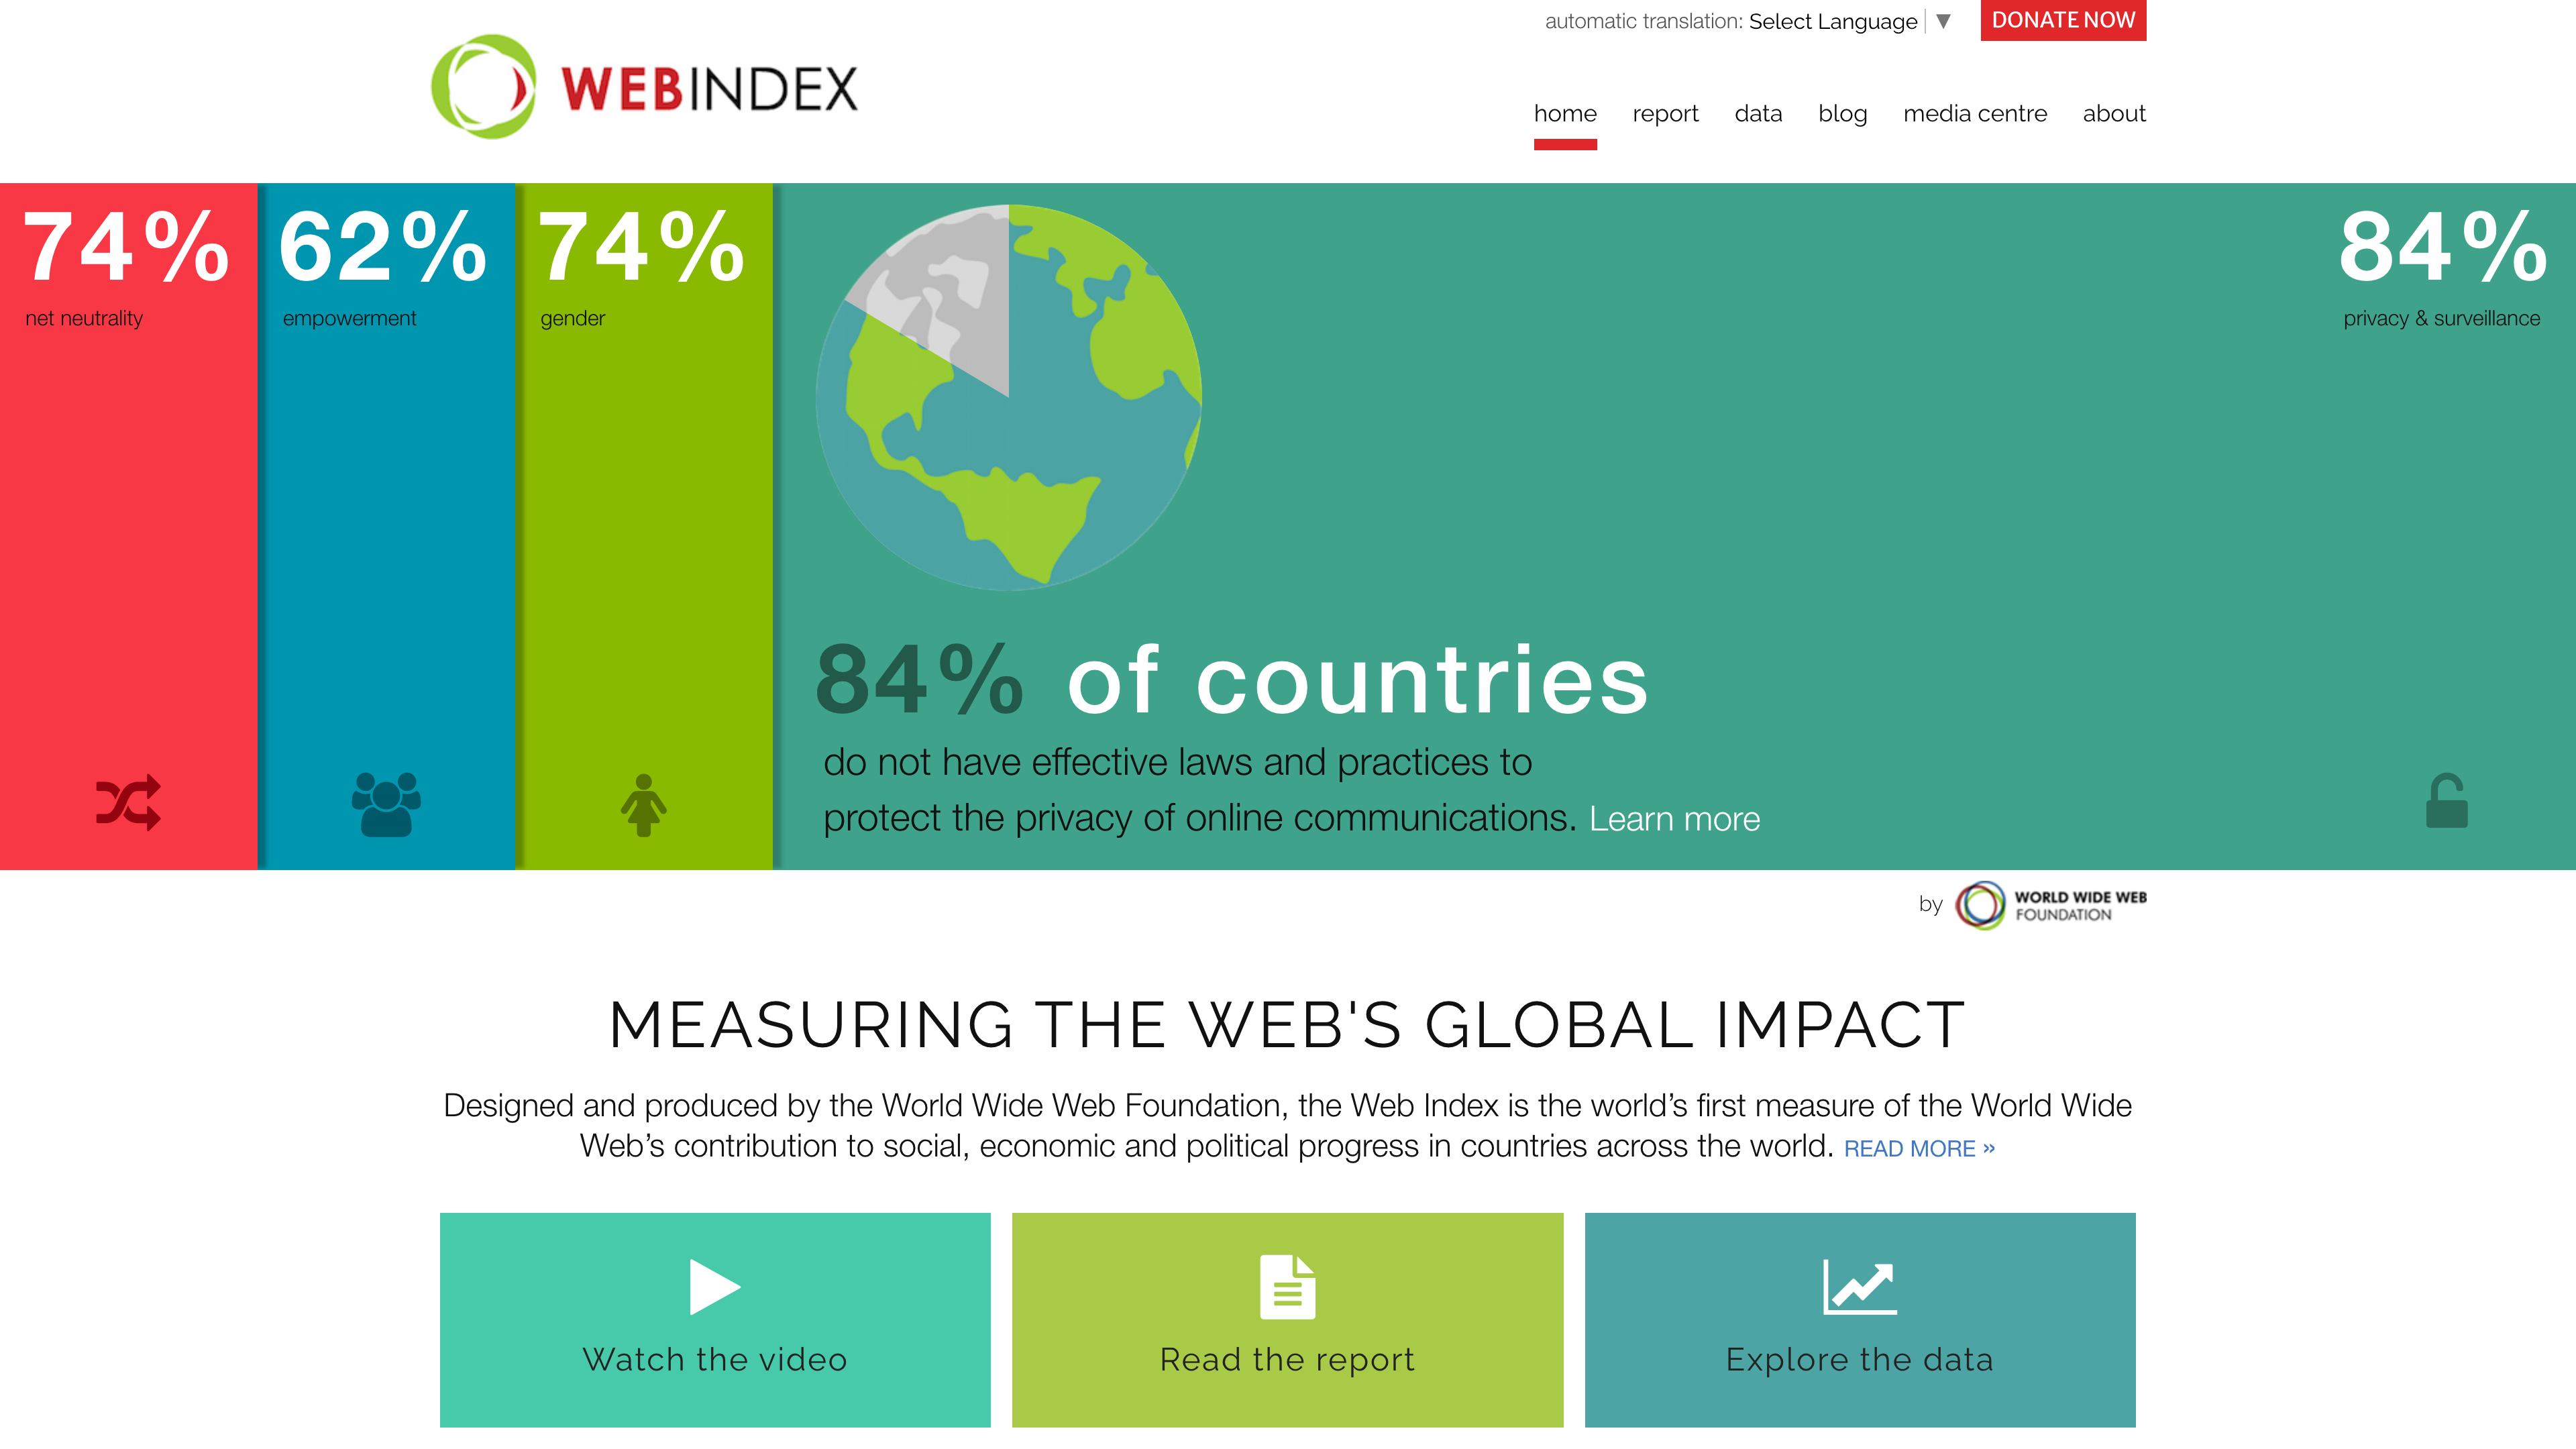 automatic translation: Select Language ▼
DONATE NOW
WEBINDEX
home report data blog media centre about
74%
net neutrality
62%
empowerment
74%
gender
84%
privacy & surveillance
84% of countries
do not have effective laws and practices to
protect the privacy of online communications. Learn more
by WORLD WIDE WEB
FOUNDATION
MEASURING THE WEB'S GLOBAL IMPACT
Designed and produced by the World Wide Web Foundation, the Web Index is the world’s first measure of the World Wide
Web’s contribution to social, economic and political progress in countries across the world. READ MORE »
Watch the video
Read the report
Explore the data